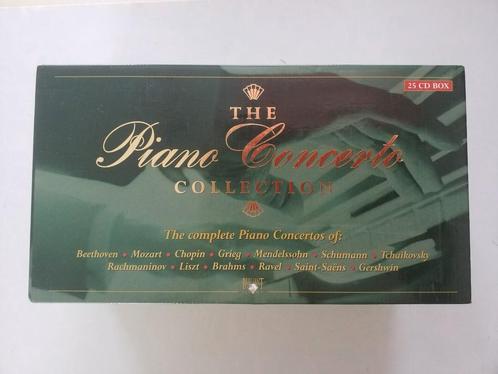 25 CD BOX
THE
Piano Concerto
COLLECTION
The complete Piano Concertos of:
Beethoven • Mozart • Chopin • Grieg • Mendelssohn • Schumann • Tchaikovsky
Rachmaninov • Liszt • Brahms • Ravel • Saint-Saëns • Gershwin